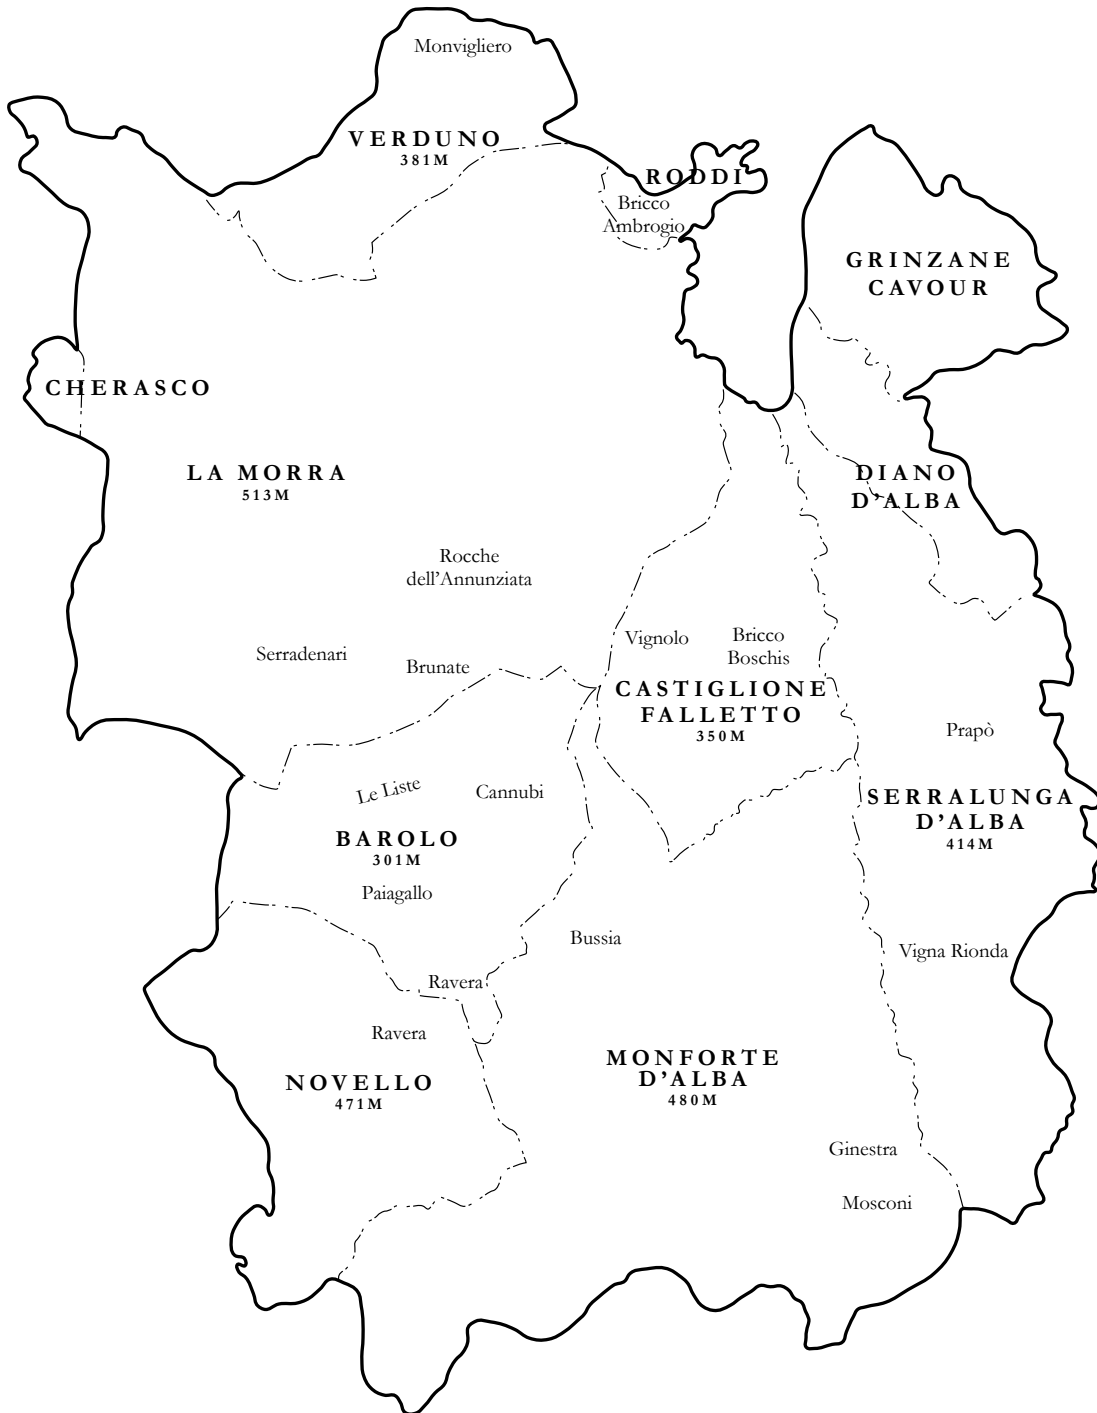 Monvigliero
VERDUNO
381M
RODDI
Bricco
Ambrogio
GRINZANE
CAVOUR
CHERASCO
LA MORRA
513M
DIANO
D'ALBA
Rocche
dell'Annunziata
Serradenari
Brunate
Vignolo
Bricco
Boschis
CASTIGLIONE
FALLETTO
350M
Prapò
Le Liste
Cannubi
SERRALUNGA
D'ALBA
414M
BAROLO
301M
Paiagallo
Bussia
Vigna Rionda
Ravera
Ravera
NOVELLO
471M
MONFORTE
D'ALBA
480M
Ginestra
Mosconi